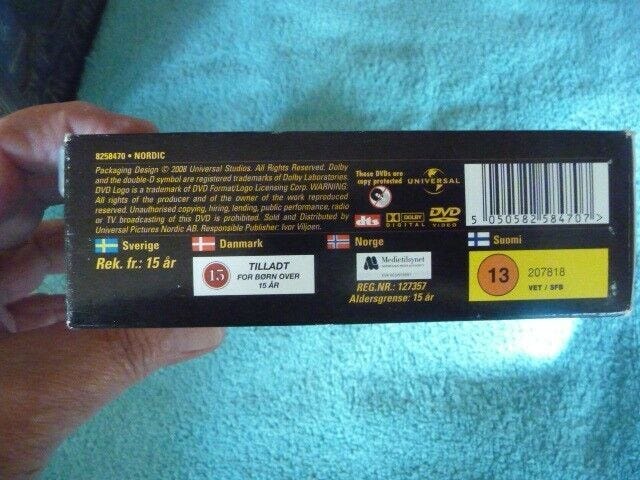 8258470 • NORDIC
Packaging Design © 2008 Universal Studios. All Rights Reserved. Dolby
and the double-D symbol are registered trademarks of Dolby Laboratories.
DVD Logo is a trademark of DVD Format/Logo Licensing Corp. WARNING:
All rights of the producer and of the owner of the work reproduced
reserved. Unauthorised copying, hiring, lending, public performance, radio
or TV broadcasting of this DVD is prohibited. Sold and Distributed by
Universal Pictures Nordic AB. Responsible Publisher: Ivor Viljoen.
These DVDs are
copy protected
UNIVERSAL
dts
DOLBY
DIGITAL
DVD
VIDEO
5 050582 584707 >
Sverige
Rek. fr.: 15 år
Danmark
15
TILLADT
FOR BØRN OVER
15 ÅR
Norge
Medietilsynet
REG.NR.: 127357
Aldersgrense: 15 år
Suomi
13
207818
VET / SFB